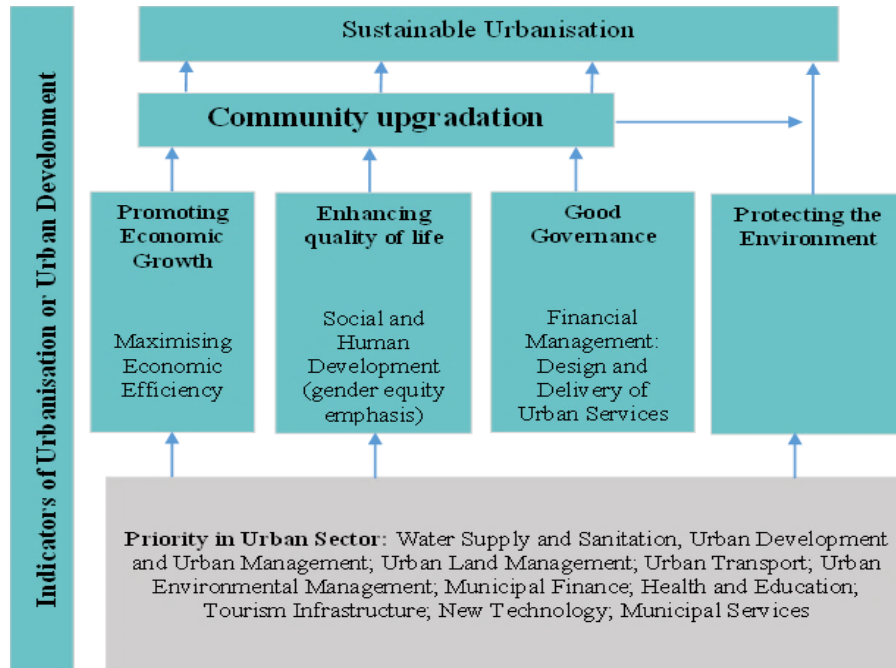 Indicators of Urbanisation or Urban Development
Sustainable Urbanisation
Community upgradation
Promoting
Economic
Growth
Maximising
Economic
Efficiency
Enhancing
quality of life
Social and
Human
Development
(gender equity
emphasis)
Good
Governance
Financial
Management:
Design and
Delivery of
Urban Services
Protecting the
Environment
Priority in Urban Sector: Water Supply and Sanitation, Urban Development
and Urban Management; Urban Land Management; Urban Transport; Urban
Environmental Management; Municipal Finance; Health and Education;
Tourism Infrastructure; New Technology; Municipal Services